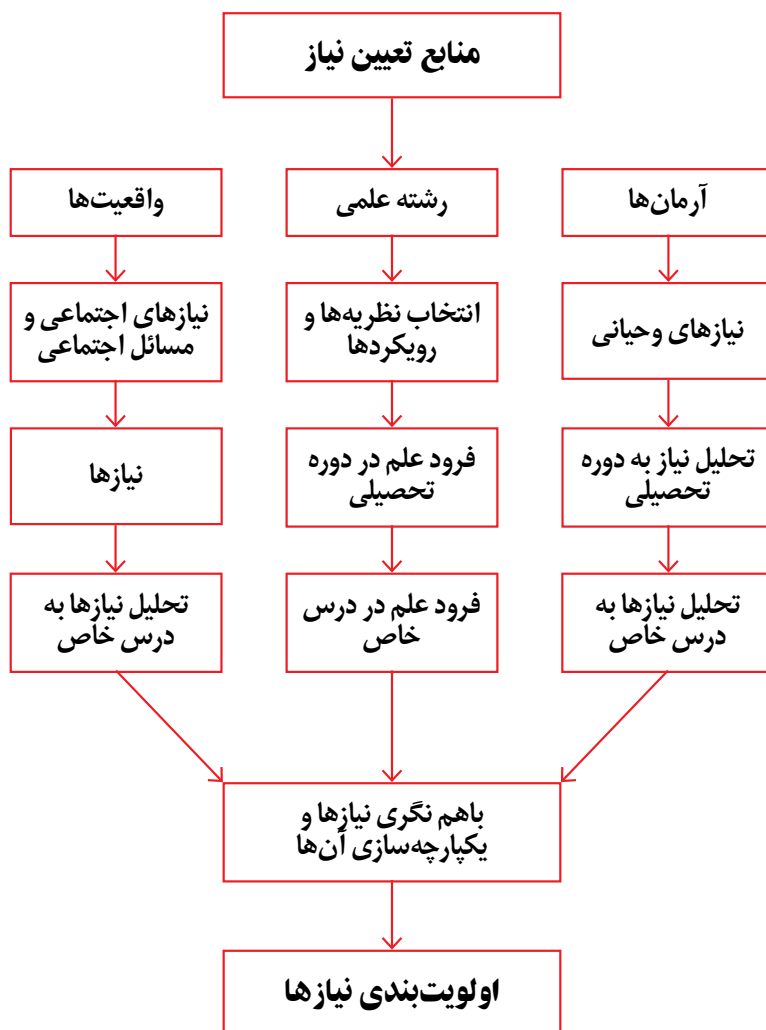 منابع تعیین نیاز
آرمان‌ها
رشته علمی
واقعیت‌ها
نیازهای وحیانی
انتخاب نظریه‌ها و
رویکردها
نیازهای اجتماعی و
مسائل اجتماعی
تحلیل نیاز به دوره
تحصیلی
فرود علم در دوره
تحصیلی
نیازها
تحلیل نیازها به
درس خاص
فرود علم در درس
خاص
تحلیل نیازها به
درس خاص
باهم نگری نیازها و
یکپارچه‌سازی آن‌ها
اولویت‌بندی نیازها